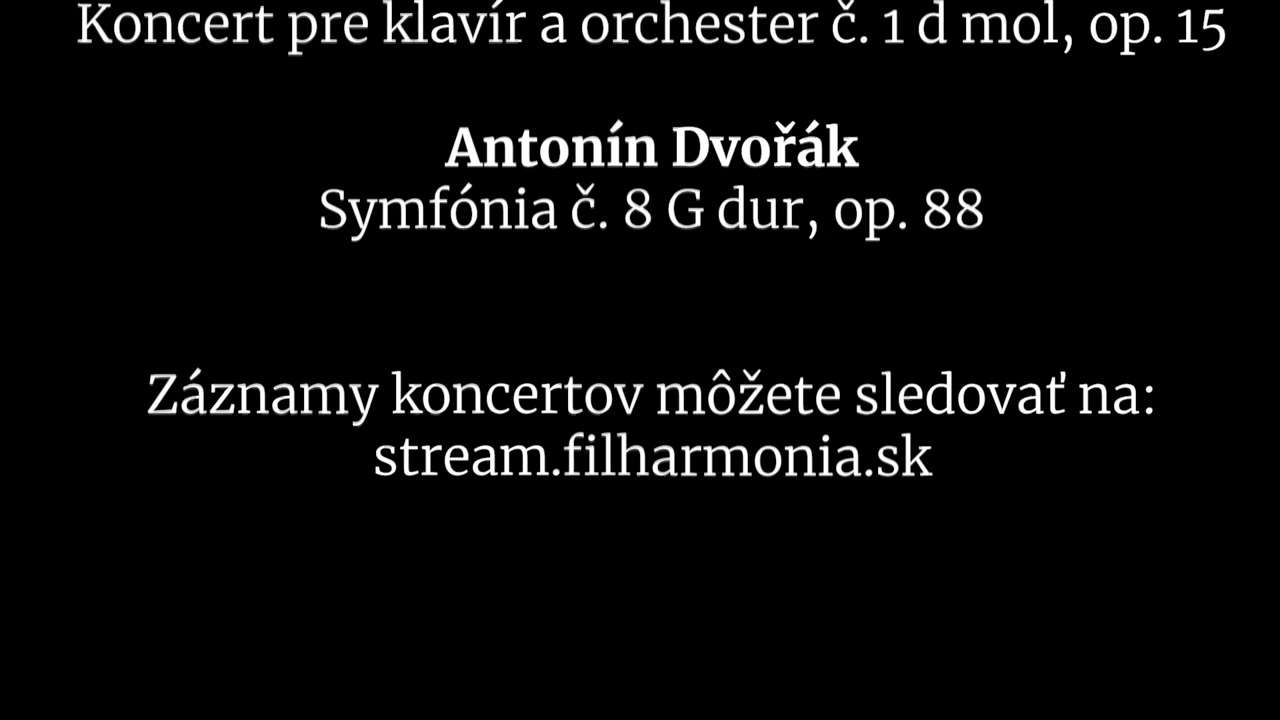 Koncert pre klavír a orchester č. 1 d mol, op. 15
Antonín Dvořák
Symfónia č. 8 G dur, op. 88
Záznamy koncertov môžete sledovať na:
stream.filharmonia.sk